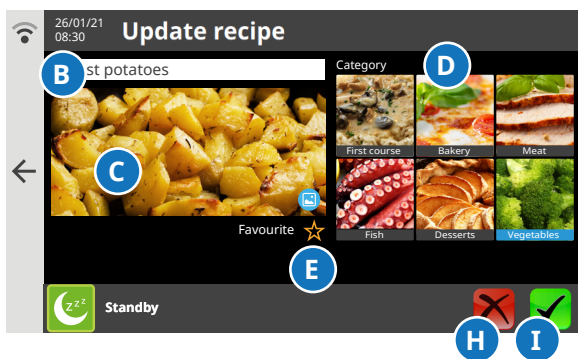 26/01/21
08:30
Update recipe
B
st potatoes
Category
D
C
First course
Bakery
Meat
Favourite
E
Fish
Desserts
Vegetables
zzz
Standby
H
I